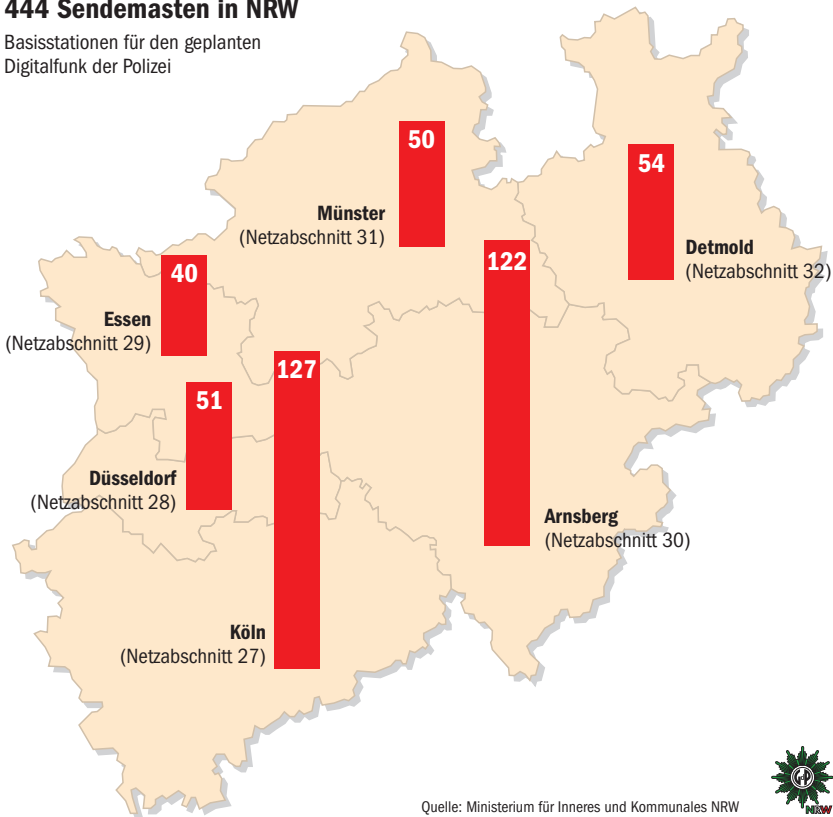 444 Sendemasten in NRW
Basisstationen für den geplanten
Digitalfunk der Polizei
50
Münster
(Netzabschnitt 31)
54
Detmold
(Netzabschnitt 32)
40
Essen
(Netzabschnitt 29)
122
Arnsberg
(Netzabschnitt 30)
51
Düsseldorf
(Netzabschnitt 28)
127
Köln
(Netzabschnitt 27)
Quelle: Ministerium für Inneres und Kommunales NRW
GdP
NRW